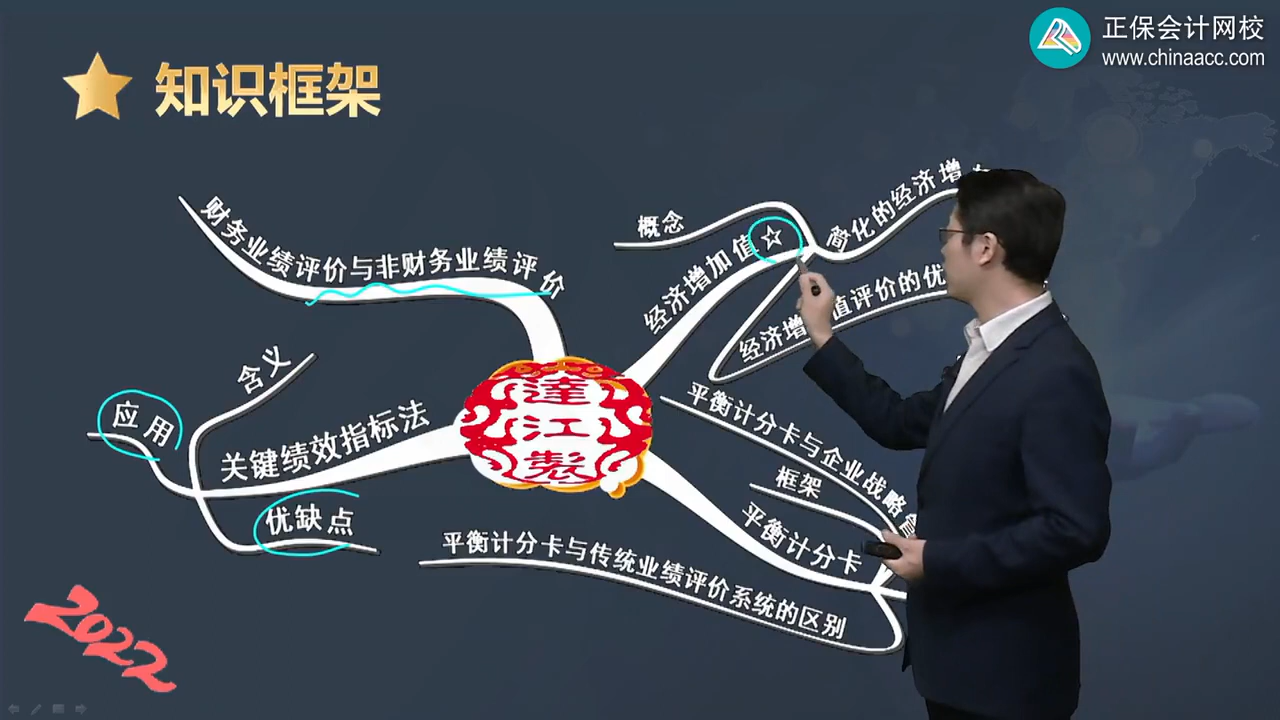 正保会计网校
www.chinaacc.com
知识框架
财务业绩评价与非财务业绩评价
概念
经济增加值☆
简化的经济增
经济增
值评价的优
含义
应用
关键绩效指标法
优缺点
達江製
平衡计分卡与企业战略管
框架
平衡计分卡
平衡计分卡与传统业绩评价系统的区别
2022